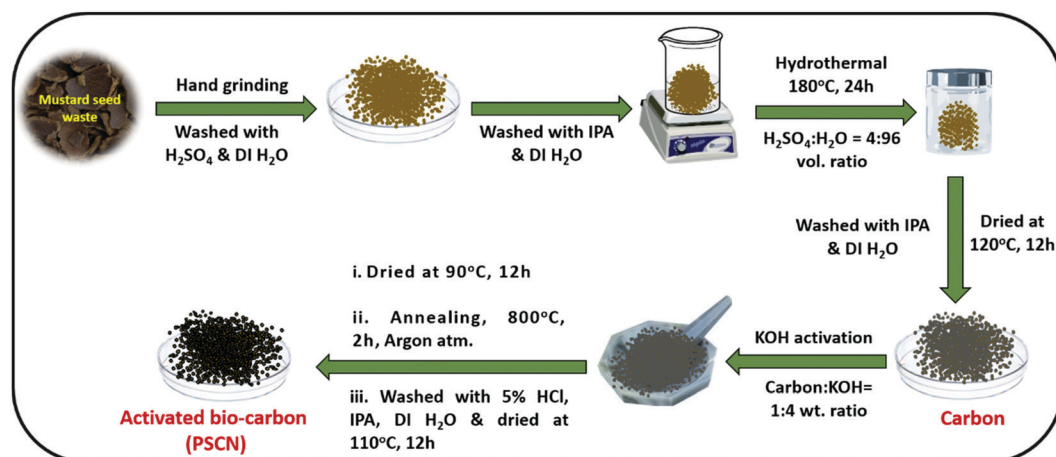 Mustard seed
waste
Hand grinding
Washed with
H₂SO₄ & DI H₂O
Washed with IPA
& DI H₂O
Hydrothermal
180°C, 24h
H₂SO₄:H₂O = 4:96
vol. ratio
Washed with IPA
& DI H₂O
Dried at
120°C, 12h
Carbon
KOH activation
Carbon:KOH=
1:4 wt. ratio
i. Dried at 90°C, 12h
ii. Annealing, 800°C,
2h, Argon atm.
iii. Washed with 5% HCl,
IPA, DI H₂O & dried at
110°C, 12h
Activated bio-carbon
(PSCN)